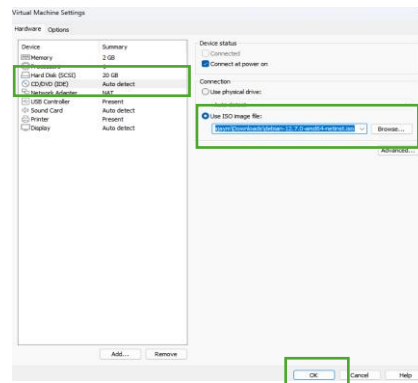 Virtual Machine Settings
Hardware Options
Device Summary
Memory 2 GB
Processors
Hard Disk (SCSI) 20 GB
CD/DVD (IDE) Auto detect
Network Adapter NAT
USB Controller Present
Sound Card Auto detect
Printer Present
Display Auto detect
Add... Remove
Device status
Connected
Connect at power on
Connection
Use physical drive:
Auto detect
Use ISO image file:
\Downloads\debian-12.7.0-amd64-netinst.iso Browse...
Advanced...
OK Cancel Help